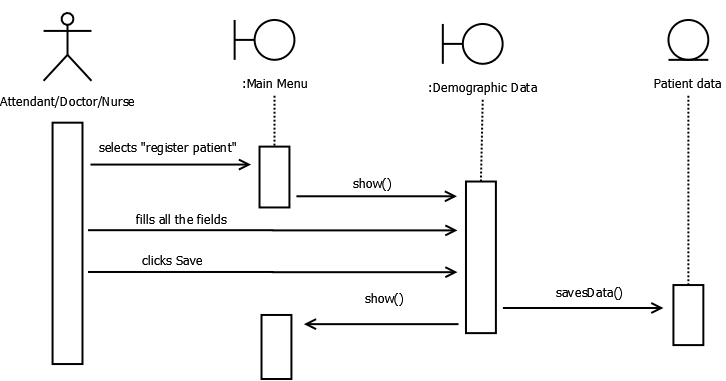 :Main Menu
:Demographic Data
Patient data
Attendant/Doctor/Nurse
selects "register patient"
show()
fills all the fields
clicks Save
savesData()
show()